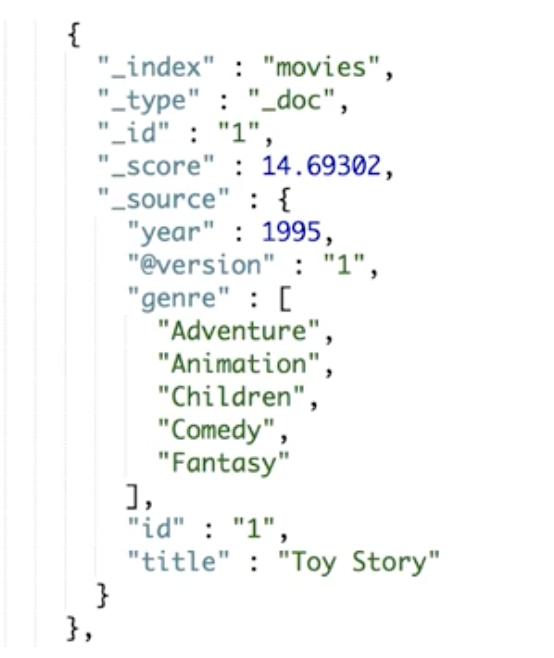 {
"_index" : "movies",
"_type" : "_doc",
"_id" : "1",
"_score" : 14.69302,
"_source" : {
"year" : 1995,
"@version" : "1",
"genre" : [
"Adventure",
"Animation",
"Children",
"Comedy",
"Fantasy"
],
"id" : "1",
"title" : "Toy Story"
}
},